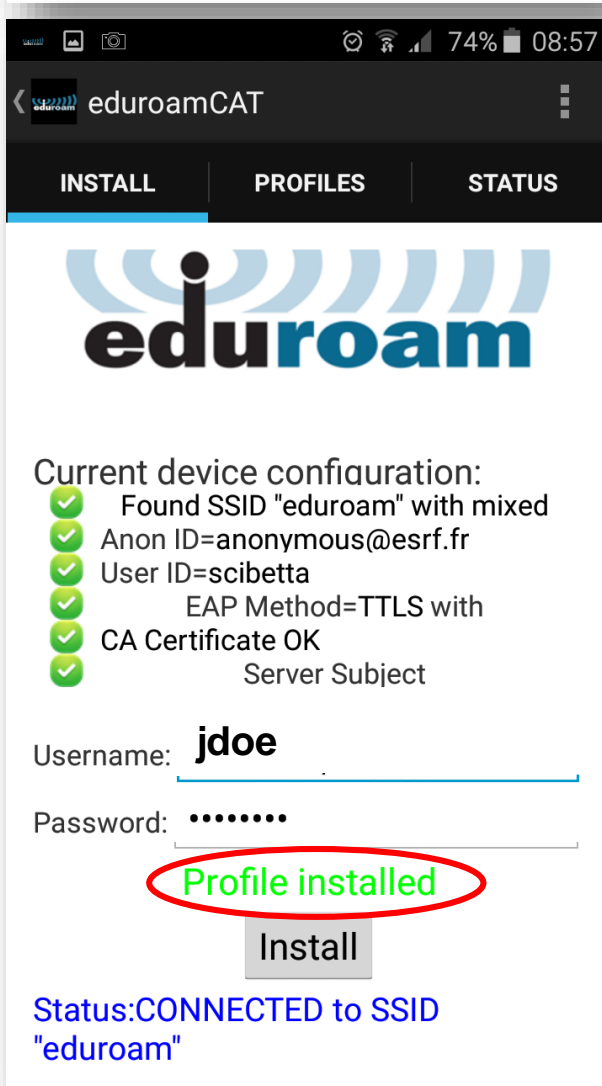 74% 08:57
eduroam eduroamCAT
INSTALL PROFILES STATUS
eduroam
Current device configuration:
Found SSID "eduroam" with mixed
Anon ID=anonymous@esrf.fr
User ID=scibetta
EAP Method=TTLS with
CA Certificate OK
Server Subject
Username: jdoe
Password: ••••••••
Profile installed
Install
Status:CONNECTED to SSID
"eduroam"